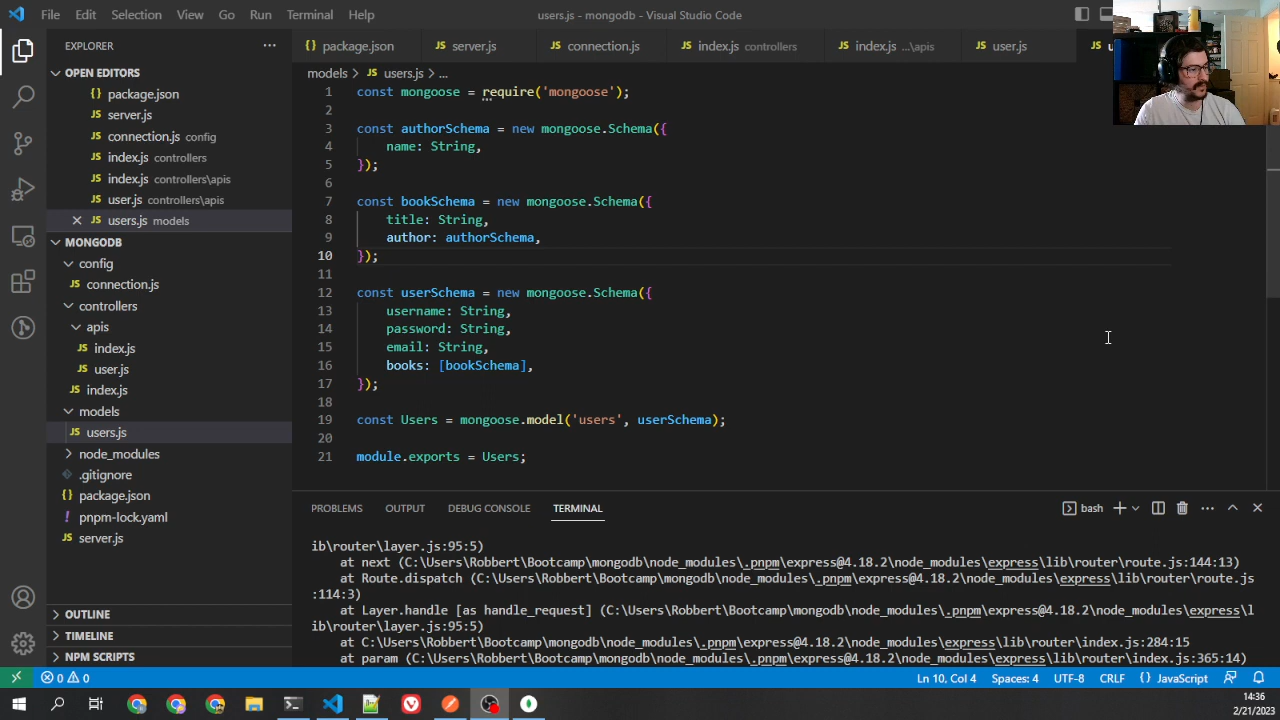 File Edit Selection View Go Run Terminal Help users.js - mongodb - Visual Studio Code
EXPLORER
OPEN EDITORS
package.json
server.js
connection.js config
index.js controllers
index.js controllers\apis
user.js controllers\apis
users.js models
MONGODB
config
JS connection.js
controllers
apis
JS index.js
JS user.js
JS index.js
models
JS users.js
node_modules
.gitignore
package.json
pnpm-lock.yaml
JS server.js
OUTLINE
TIMELINE
NPM SCRIPTS
package.json JS server.js JS connection.js JS index.js controllers JS index.js ...\apis JS user.js JS
models > JS users.js > ...
1 const mongoose = require('mongoose');
2
3 const authorSchema = new mongoose.Schema({
4 name: String,
5 });
6
7 const bookSchema = new mongoose.Schema({
8 title: String,
9 author: authorSchema,
10 });
11
12 const userSchema = new mongoose.Schema({
13 username: String,
14 password: String,
15 email: String,
16 books: [bookSchema],
17 });
18
19 const Users = mongoose.model('users', userSchema);
20
21 module.exports = Users;
PROBLEMS OUTPUT DEBUG CONSOLE TERMINAL bash
ib\router\layer.js:95:5)
at next (C:\Users\Robbert\Bootcamp\mongodb\node_modules\.pnpm\express@4.18.2\node_modules\express\lib\router\route.js:144:13)
at Route.dispatch (C:\Users\Robbert\Bootcamp\mongodb\node_modules\.pnpm\express@4.18.2\node_modules\express\lib\router\route.js
:114:3)
at Layer.handle [as handle_request] (C:\Users\Robbert\Bootcamp\mongodb\node_modules\.pnpm\express@4.18.2\node_modules\express\l
ib\router\layer.js:95:5)
at C:\Users\Robbert\Bootcamp\mongodb\node_modules\.pnpm\express@4.18.2\node_modules\express\lib\router\index.js:284:15
at param (C:\Users\Robbert\Bootcamp\mongodb\node_modules\.pnpm\express@4.18.2\node_modules\express\lib\router\index.js:365:14)
0 0 Ln 10, Col 4 Spaces: 4 UTF-8 CRLF {} JavaScript
14:36
2/21/2023